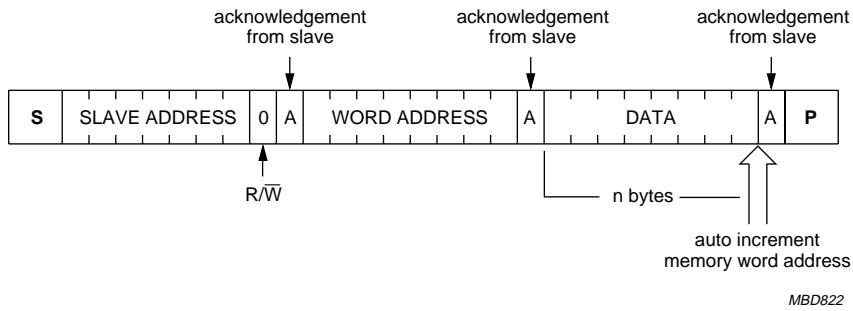 acknowledgement
from slave
acknowledgement
from slave
acknowledgement
from slave
S SLAVE ADDRESS 0 A WORD ADDRESS A DATA A P
R/W̅
n bytes
auto increment
memory word address
MBD822